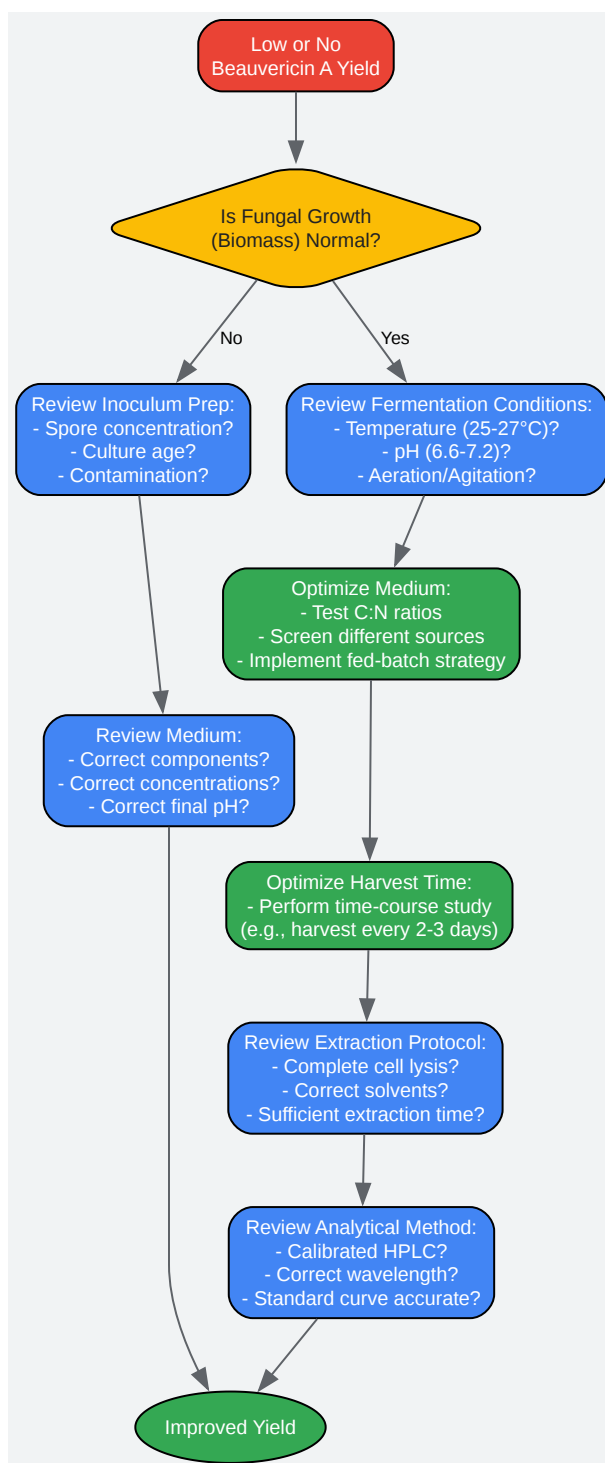 Low or No
Beauvericin A Yield
Is Fungal Growth
(Biomass) Normal?
No
Yes
Review Inoculum Prep:
- Spore concentration?
- Culture age?
- Contamination?
Review Fermentation Conditions:
- Temperature (25-27°C)?
- pH (6.6-7.2)?
- Aeration/Agitation?
Optimize Medium:
- Test C:N ratios
- Screen different sources
- Implement fed-batch strategy
Review Medium:
- Correct components?
- Correct concentrations?
- Correct final pH?
Optimize Harvest Time:
- Perform time-course study
(e.g., harvest every 2-3 days)
Review Extraction Protocol:
- Complete cell lysis?
- Correct solvents?
- Sufficient extraction time?
Review Analytical Method:
- Calibrated HPLC?
- Correct wavelength?
- Standard curve accurate?
Improved Yield